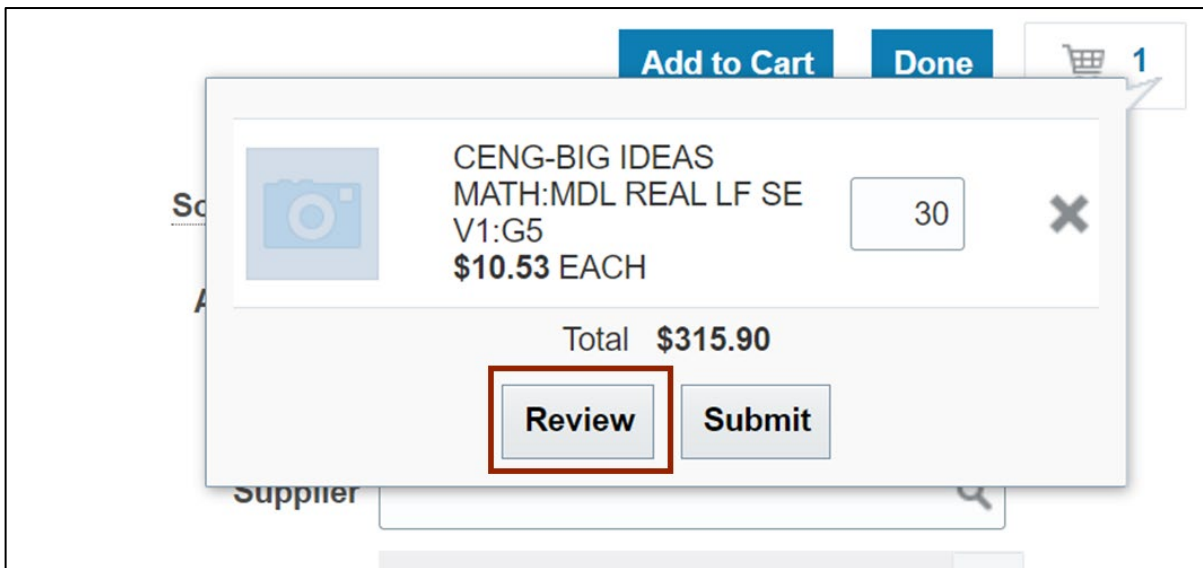 Add to Cart
Done
1
CENG-BIG IDEAS
MATH:MDL REAL LF SE
V1:G5
$10.53 EACH
30
Total $315.90
Review
Submit
Supplier